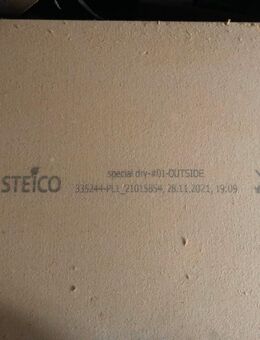 STEICO
special dry-#01-OUTSIDE
335244-PL1_21015854, 28.11.2021, 19:09